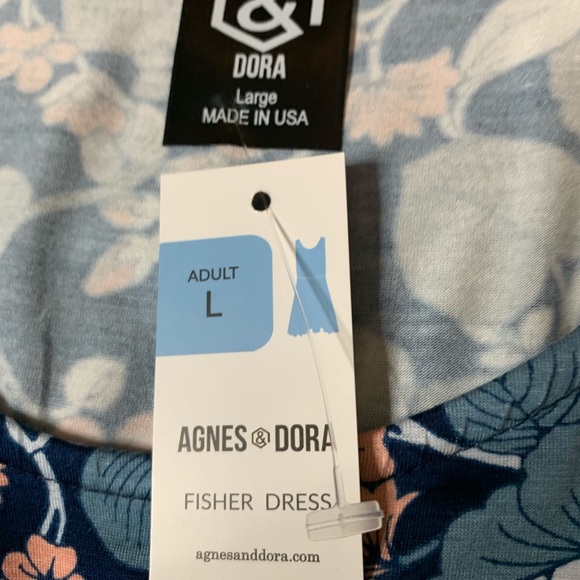 &
DORA
Large
MADE IN USA
ADULT
L
AGNES & DORA
FISHER DRESS
agnesanddora.com